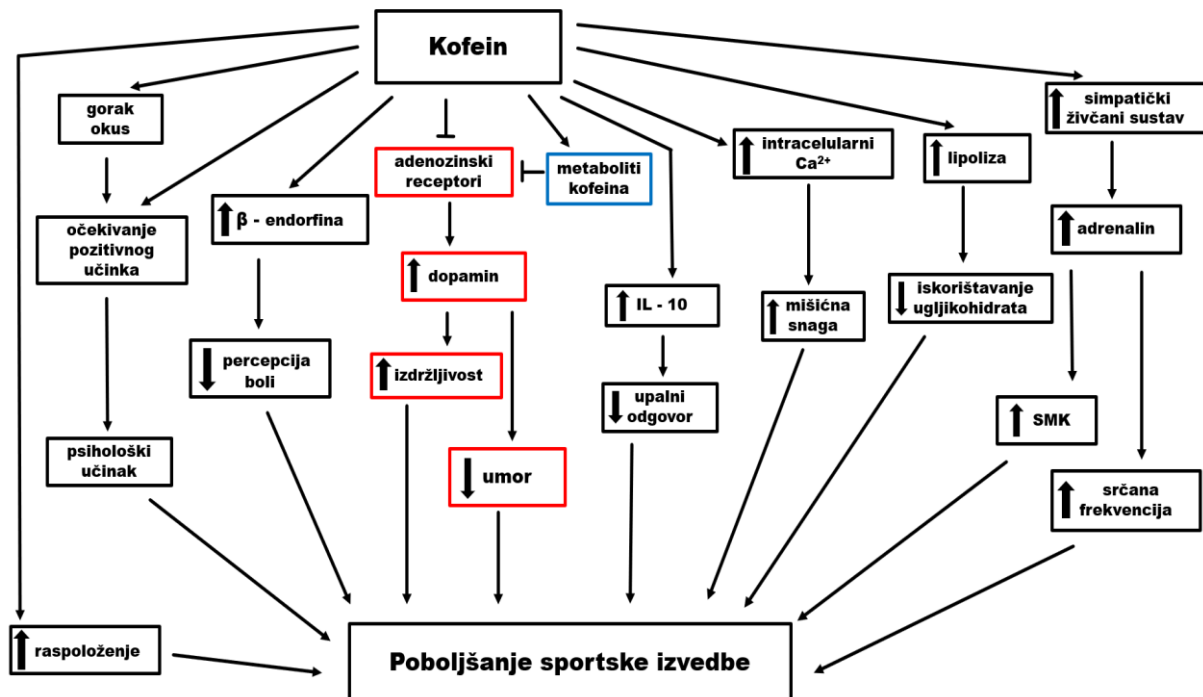 Kofein
gorak
okus
simpatički
živčani sustav
adenozinski
receptori
metaboliti
kofeina
intracelularni
Ca²⁺
lipoliza
očekivanje
pozitivnog
učinka
β - endorfina
adrenalin
dopamin
IL - 10
mišićna
snaga
iskorištavanje
ugljikohidrata
percepcija
boli
izdržljivost
upalni
odgovor
SMK
psihološki
učinak
umor
srčana
frekvencija
raspoloženje
Poboljšanje sportske izvedbe